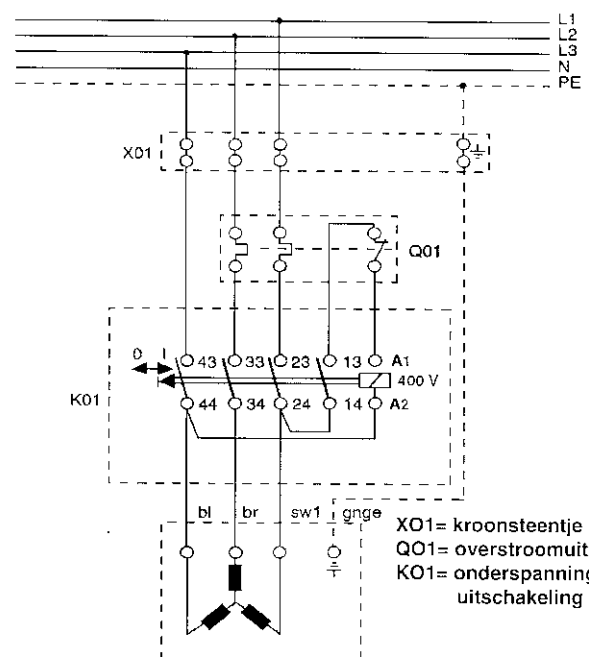 L1
L2
L3
N
PE
X01
Q01
0 I 43 33 23 13 A1
400 V
K01
44 34 24 14 A2
bl br sw1 gnge
XO1= kroonsteentje
QO1= overstroomuit
KO1= onderspanning
uitschakeling